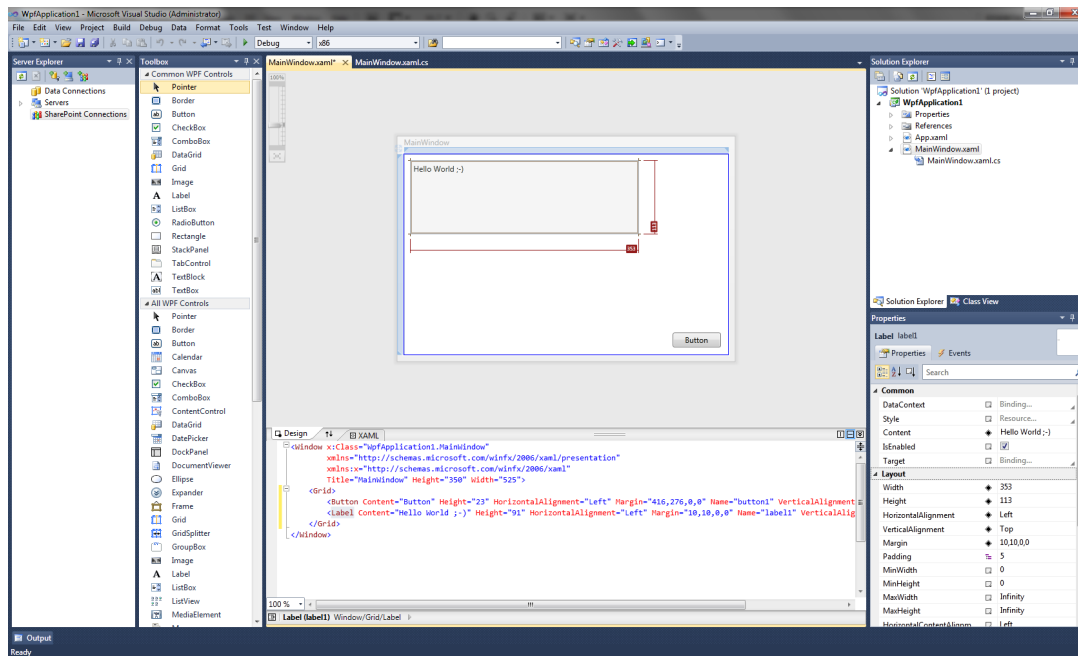 WpfApplication1 - Microsoft Visual Studio (Administrator)
File Edit View Project Build Debug Data Format Tools Test Window Help
Debug x86
Server Explorer
Data Connections
Servers
SharePoint Connections
Toolbox
Common WPF Controls
Pointer
Border
Button
CheckBox
ComboBox
DataGrid
Grid
Image
Label
ListBox
RadioButton
Rectangle
StackPanel
TabControl
TextBlock
TextBox
All WPF Controls
Pointer
Border
Button
Calendar
Canvas
CheckBox
ComboBox
ContentControl
DataGrid
DatePicker
DockPanel
DocumentViewer
Ellipse
Expander
Frame
Grid
GridSplitter
GroupBox
Image
Label
ListBox
ListView
MediaElement
MainWindow.xaml* MainWindow.xaml.cs
100%
MainWindow
Hello World ;-)
353
Button
Design XAML
<Window x:Class="WpfApplication1.MainWindow"
xmlns="http://schemas.microsoft.com/winfx/2006/xaml/presentation"
xmlns:x="http://schemas.microsoft.com/winfx/2006/xaml"
Title="MainWindow" Height="350" Width="525">
<Grid>
<Button Content="Button" Height="23" HorizontalAlignment="Left" Margin="416,276,0,0" Name="button1" VerticalAlignment
<Label Content="Hello World ;-)" Height="91" HorizontalAlignment="Left" Margin="10,10,0,0" Name="label1" VerticalAlig
</Grid>
</Window>
100 %
Label (label1) Window/Grid/Label
Solution Explorer
Solution 'WpfApplication1' (1 project)
WpfApplication1
Properties
References
App.xaml
MainWindow.xaml
MainWindow.xaml.cs
Solution Explorer Class View
Properties
Label label1
Properties Events
Search
Common
DataContext Binding...
Style Resource...
Content Hello World ;-)
IsEnabled
Target Binding...
Layout
Width 353
Height 113
HorizontalAlignment Left
VerticalAlignment Top
Margin 10,10,0,0
Padding 5
MinWidth 0
MinHeight 0
MaxWidth Infinity
MaxHeight Infinity
HorizontalContentAlignm Left
Output
Ready